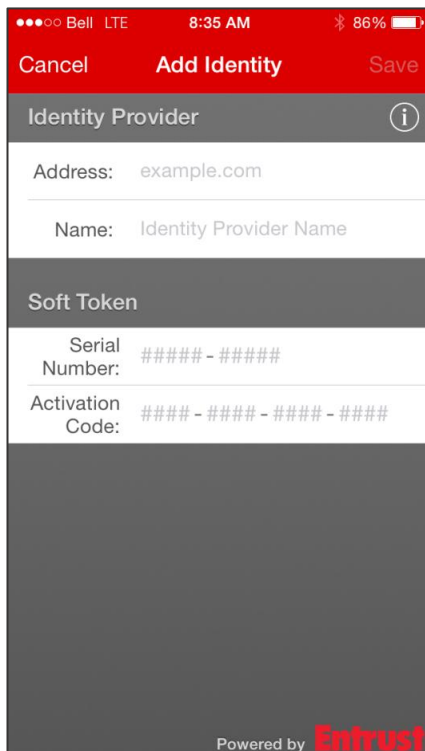 Bell LTE 8:35 AM 86%
Cancel Add Identity Save
Identity Provider i
Address: example.com
Name: Identity Provider Name
Soft Token
Serial
Number: ##### - #####
Activation
Code: #### - #### - #### - ####
Powered by Entrust